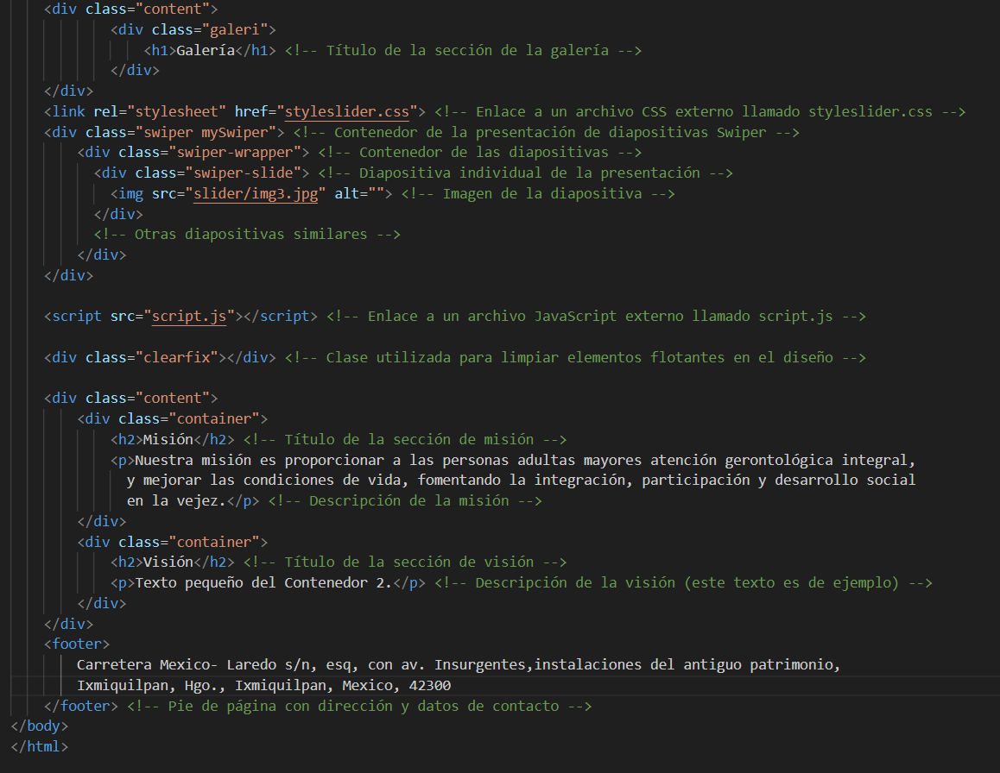 <div class="content">
<div class="galeri">
<h1>Galería</h1> <!-- Título de la sección de la galería -->
</div>
</div>
<link rel="stylesheet" href="styleslider.css"> <!-- Enlace a un archivo CSS externo llamado styleslider.css -->
<div class="swiper mySwiper"> <!-- Contenedor de la presentación de diapositivas Swiper -->
<div class="swiper-wrapper"> <!-- Contenedor de las diapositivas -->
<div class="swiper-slide"> <!-- Diapositiva individual de la presentación -->
<img src="slider/img3.jpg" alt=""> <!-- Imagen de la diapositiva -->
</div>
<!-- Otras diapositivas similares -->
</div>
</div>
<script src="script.js"></script> <!-- Enlace a un archivo JavaScript externo llamado script.js -->
<div class="clearfix"></div> <!-- Clase utilizada para limpiar elementos flotantes en el diseño -->
<div class="content">
<div class="container">
<h2>Misión</h2> <!-- Título de la sección de misión -->
<p>Nuestra misión es proporcionar a las personas adultas mayores atención gerontológica integral,
y mejorar las condiciones de vida, fomentando la integración, participación y desarrollo social
en la vejez.</p> <!-- Descripción de la misión -->
</div>
<div class="container">
<h2>Visión</h2> <!-- Título de la sección de visión -->
<p>Texto pequeño del Contenedor 2.</p> <!-- Descripción de la visión (este texto es de ejemplo) -->
</div>
</div>
<footer>
Carretera Mexico- Laredo s/n, esq, con av. Insurgentes,instalaciones del antiguo patrimonio,
Ixmiquilpan, Hgo., Ixmiquilpan, Mexico, 42300
</footer> <!-- Pie de página con dirección y datos de contacto -->
</body>
</html>